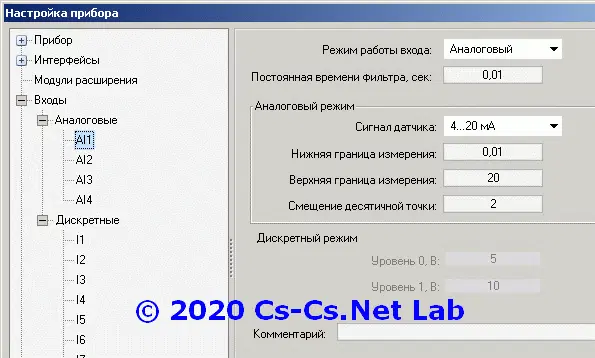 Настройка прибора
Прибор
Интерфейсы
Модули расширения
Входы
Аналоговые
AI1
AI2
AI3
AI4
Дискретные
I1
I2
I3
I4
I5
I6
Режим работы входа: Аналоговый
Постоянная времени фильтра, сек: 0,01
Аналоговый режим
Сигнал датчика: 4...20 мА
Нижняя граница измерения: 0,01
Верхняя граница измерения: 20
Смещение десятичной точки: 2
Дискретный режим
Уровень 0, В: 5
Уровень 1, В: 10
Комментарий:
© 2020 Cs-Cs.Net Lab